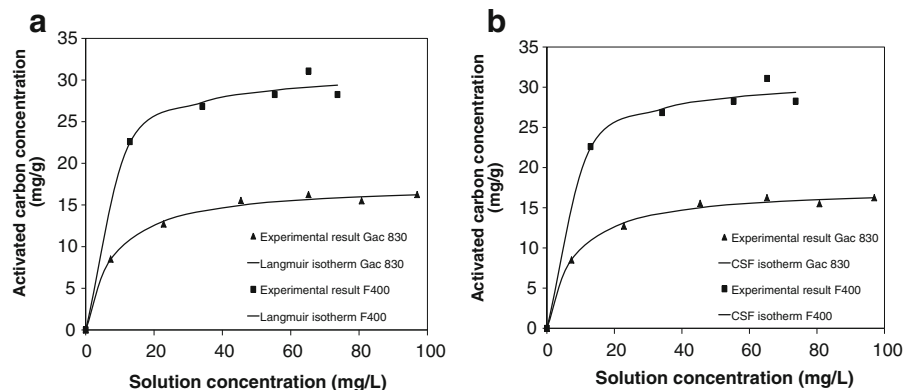 a
Activated carbon concentration
(mg/g)
35
30
25
20
15
10
5
0
0 20 40 60 80 100
Solution concentration (mg/L)
Experimental result Gac 830
Langmuir isotherm Gac 830
Experimental result F400
Langmuir isotherm F400
b
Activated carbon concentration
(mg/g)
35
30
25
20
15
10
5
0
0 20 40 60 80 100
Solution concentration (mg/L)
Experimental result Gac 830
CSF isotherm Gac 830
Experimental result F400
CSF isotherm F400